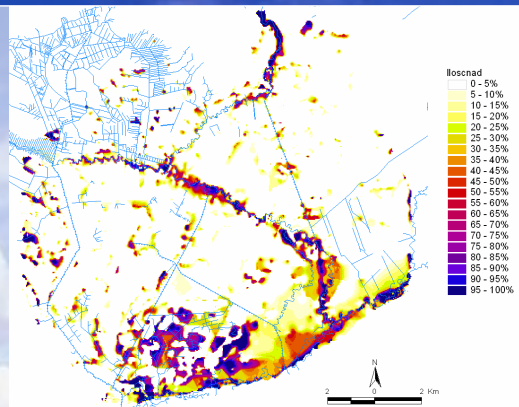 Iloscnad
0 - 5%
5 - 10%
10 - 15%
15 - 20%
20 - 25%
25 - 30%
30 - 35%
35 - 40%
40 - 45%
45 - 50%
50 - 55%
55 - 60%
60 - 65%
65 - 70%
70 - 75%
75 - 80%
80 - 85%
85 - 90%
90 - 95%
95 - 100%
N
2 0 2 Km